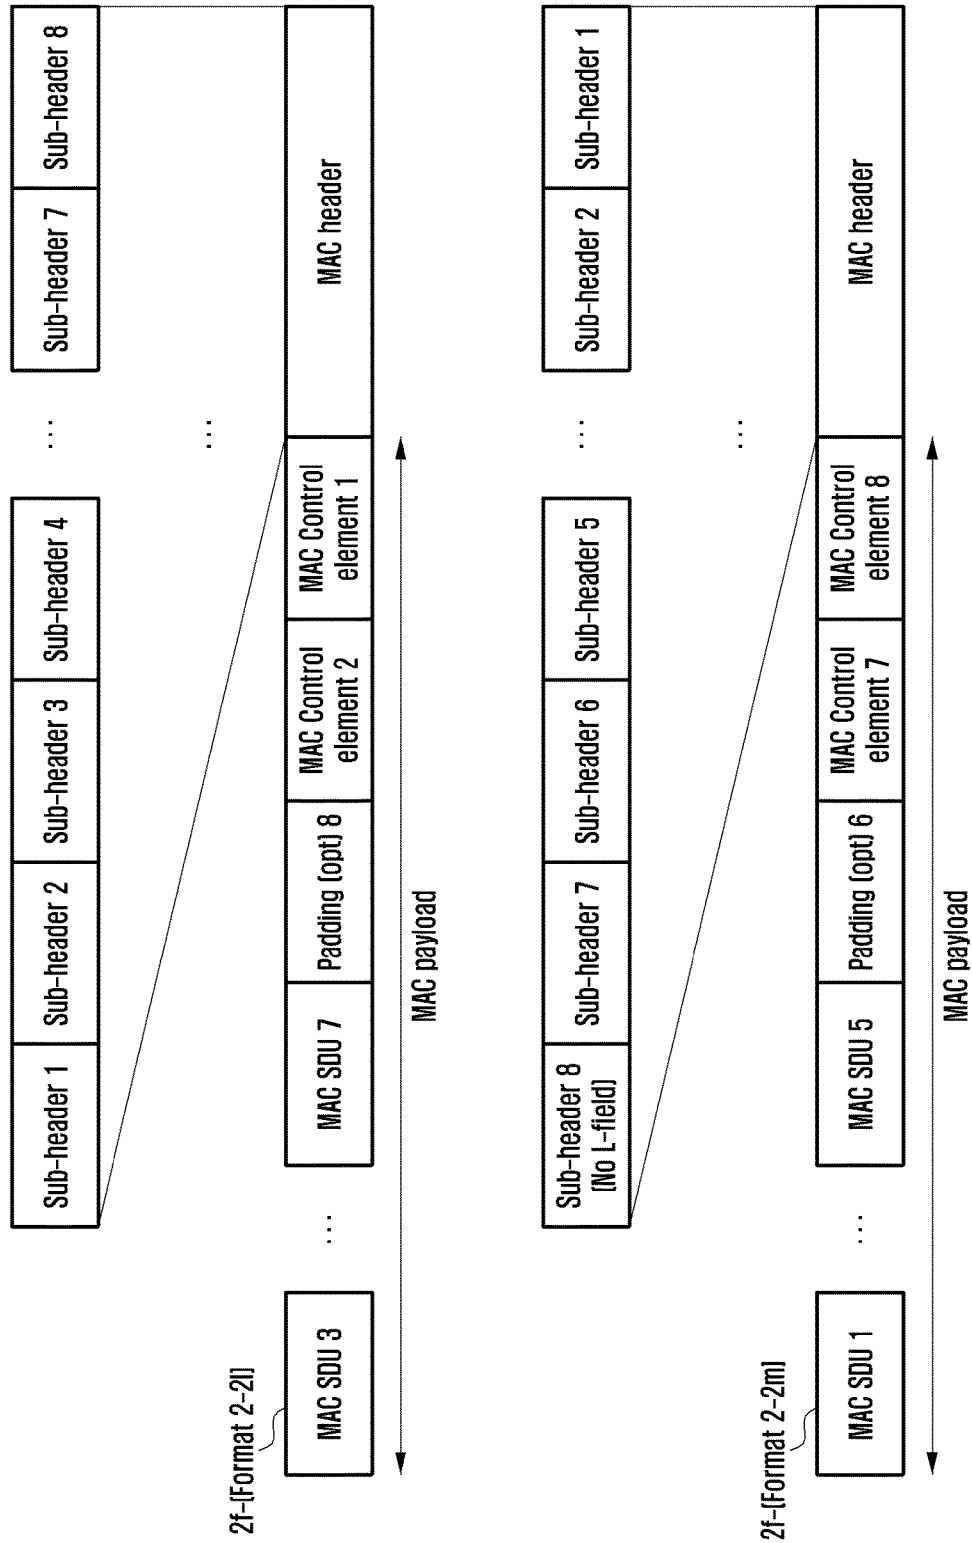 Sub-header 1
Sub-header 2
Sub-header 3
Sub-header 4
...
Sub-header 7
Sub-header 8
...
2f-(Format 2-2l)
MAC SDU 3
...
MAC SDU 7
Padding (opt) 8
MAC Control
element 2
MAC Control
element 1
MAC header
MAC payload
Sub-header 8
(No L-field)
Sub-header 7
Sub-header 6
Sub-header 5
...
Sub-header 2
Sub-header 1
...
2f-(Format 2-2m)
MAC SDU 1
...
MAC SDU 5
Padding (opt) 6
MAC Control
element 7
MAC Control
element 8
MAC header
MAC payload